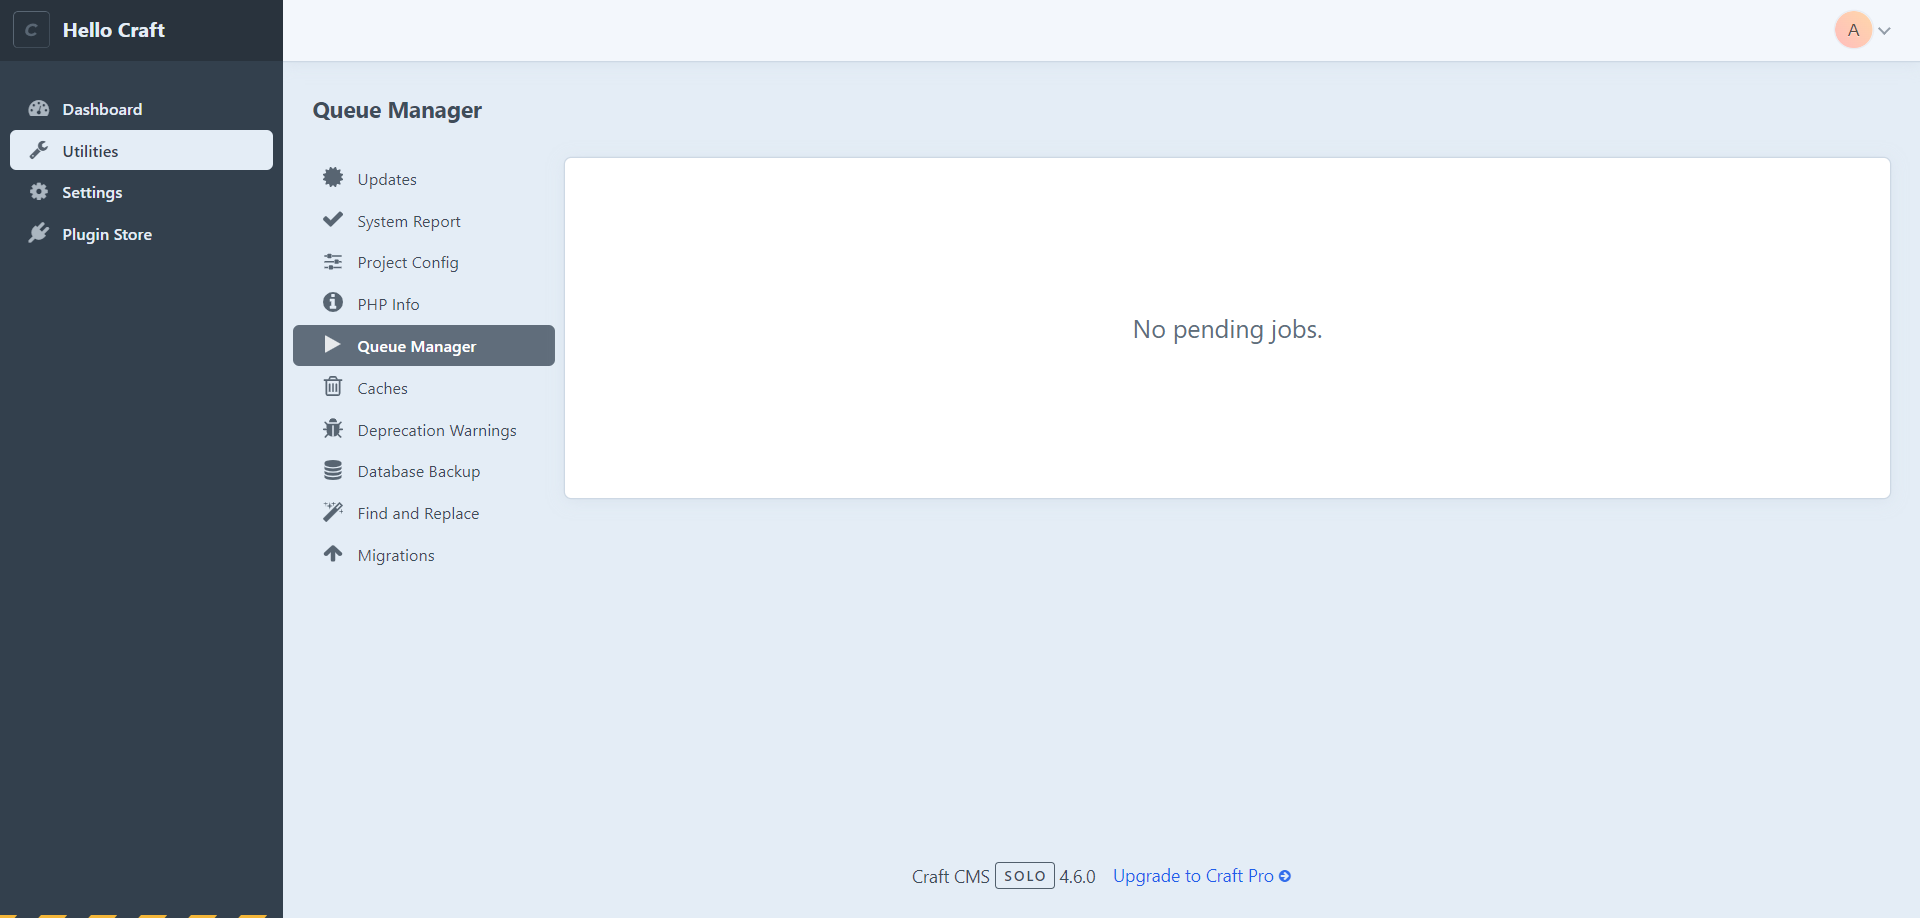 C Hello Craft
A
Dashboard
Utilities
Settings
Plugin Store
Queue Manager
Updates
System Report
Project Config
PHP Info
Queue Manager
Caches
Deprecation Warnings
Database Backup
Find and Replace
Migrations
No pending jobs.
Craft CMS SOLO 4.6.0 Upgrade to Craft Pro